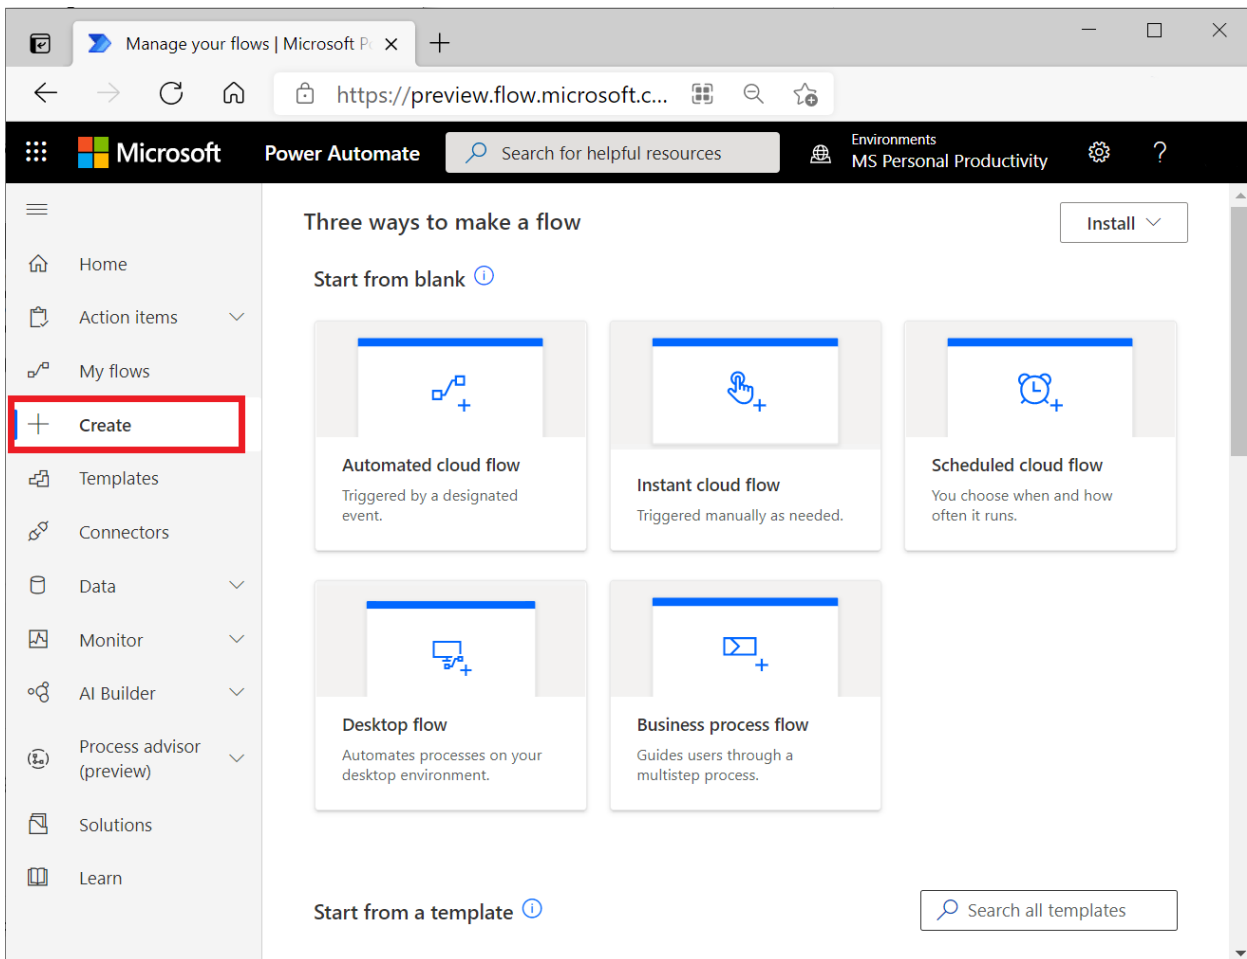 Manage your flows | Microsoft Po
https://preview.flow.microsoft.c...
Microsoft
Power Automate
Search for helpful resources
Environments
MS Personal Productivity
?
Three ways to make a flow
Install
Home
Start from blank
Action items
My flows
Create
Templates
Connectors
Data
Monitor
AI Builder
Process advisor
(preview)
Solutions
Learn
Automated cloud flow
Triggered by a designated
event.
Instant cloud flow
Triggered manually as needed.
Scheduled cloud flow
You choose when and how
often it runs.
Desktop flow
Automates processes on your
desktop environment.
Business process flow
Guides users through a
multistep process.
Start from a template
Search all templates